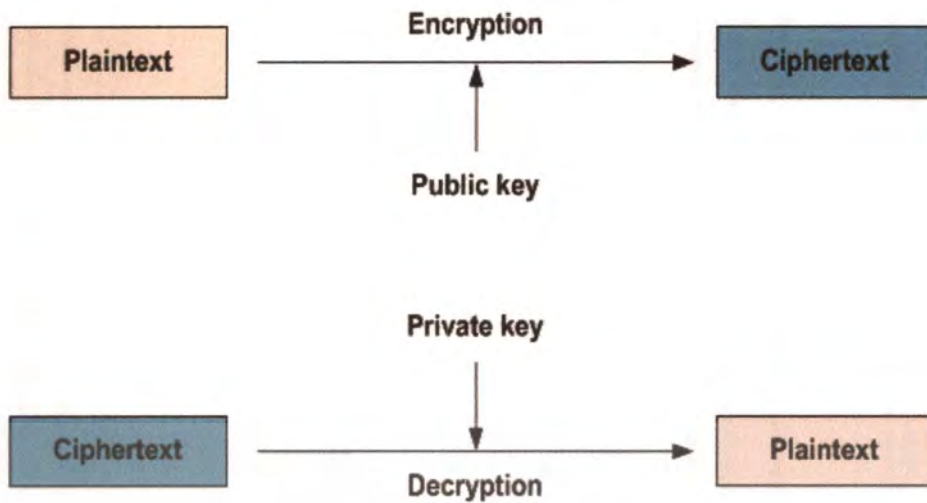 Encryption
Plaintext
Ciphertext
Public key
Private key
Ciphertext
Plaintext
Decryption